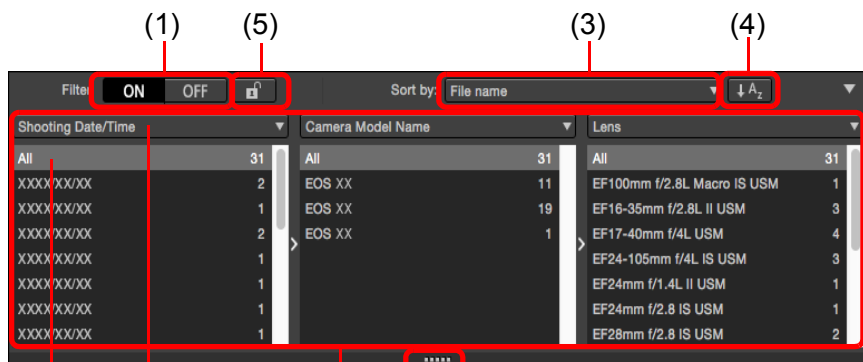 (1) (5) (3) (4)
Filter ON OFF Sort by: File name ↓A_z
Shooting Date/Time Camera Model Name Lens
All 31 All 31 All 31
XXXX/XX/XX 2 EOS XX 11 EF100mm f/2.8L Macro IS USM 1
XXXX/XX/XX 1 EOS XX 19 EF16-35mm f/2.8L II USM 3
XXXX/XX/XX 2 EOS XX 1 EF17-40mm f/4L USM 4
XXXX/XX/XX 1 EF24-105mm f/4L IS USM 3
XXXX/XX/XX 1 EF24mm f/1.4L II USM 1
XXXX/XX/XX 1 EF24mm f/2.8 IS USM 1
XXXX/XX/XX 1 EF28mm f/2.8 IS USM 2